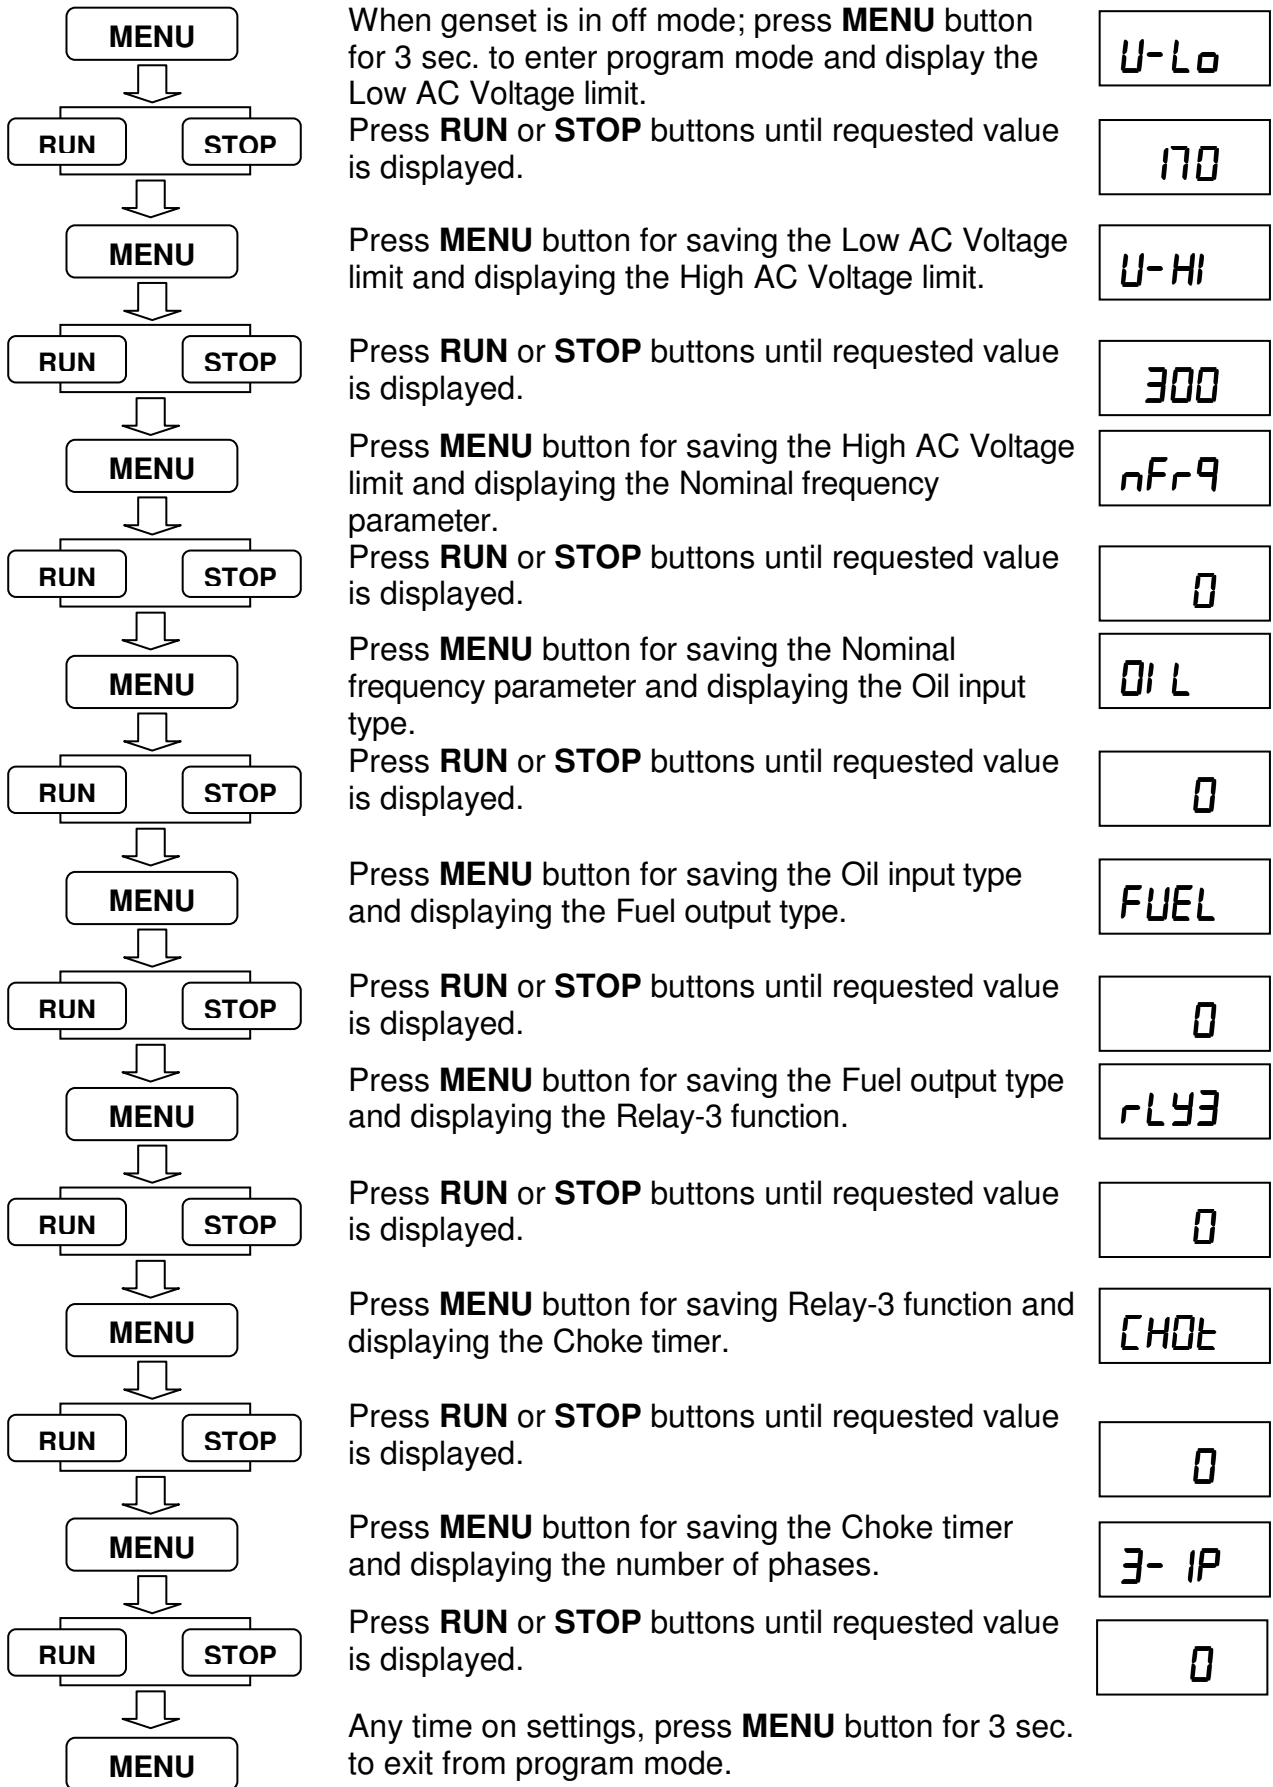 MENU
When genset is in off mode; press MENU button
for 3 sec. to enter program mode and display the
Low AC Voltage limit.
U-Lo
RUN
STOP
Press RUN or STOP buttons until requested value
is displayed.
170
MENU
Press MENU button for saving the Low AC Voltage
limit and displaying the High AC Voltage limit.
U-HI
RUN
STOP
Press RUN or STOP buttons until requested value
is displayed.
300
MENU
Press MENU button for saving the High AC Voltage
limit and displaying the Nominal frequency
parameter.
nFrq
RUN
STOP
Press RUN or STOP buttons until requested value
is displayed.
0
MENU
Press MENU button for saving the Nominal
frequency parameter and displaying the Oil input
type.
OIL
RUN
STOP
Press RUN or STOP buttons until requested value
is displayed.
0
MENU
Press MENU button for saving the Oil input type
and displaying the Fuel output type.
FUEL
RUN
STOP
Press RUN or STOP buttons until requested value
is displayed.
0
MENU
Press MENU button for saving the Fuel output type
and displaying the Relay-3 function.
rLY3
RUN
STOP
Press RUN or STOP buttons until requested value
is displayed.
0
MENU
Press MENU button for saving Relay-3 function and
displaying the Choke timer.
CHOt
RUN
STOP
Press RUN or STOP buttons until requested value
is displayed.
0
MENU
Press MENU button for saving the Choke timer
and displaying the number of phases.
3-1P
RUN
STOP
Press RUN or STOP buttons until requested value
is displayed.
0
MENU
Any time on settings, press MENU button for 3 sec.
to exit from program mode.